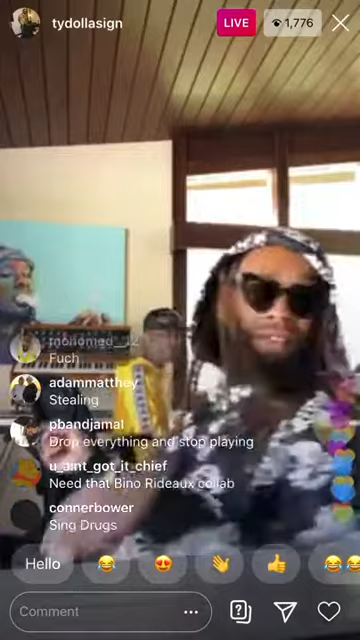 tydollasign
LIVE
1,776
mohomed__12
Fuch
adammatthey
Stealing
pbandjamal
Drop everything and stop playing
u_aint_got_it_chief
Need that Bino Rideaux collab
connerbower
Sing Drugs
Hello
Comment